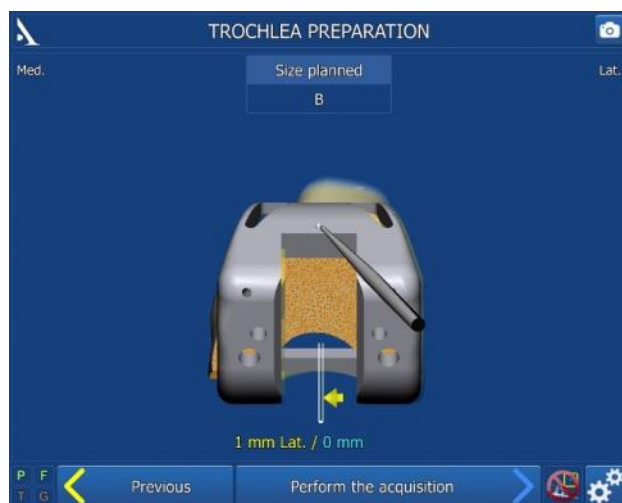 TROCHLEA PREPARATION
Med.
Size planned
Lat.
B
1 mm Lat. / 0 mm
P F
T G
Previous
Perform the acquisition